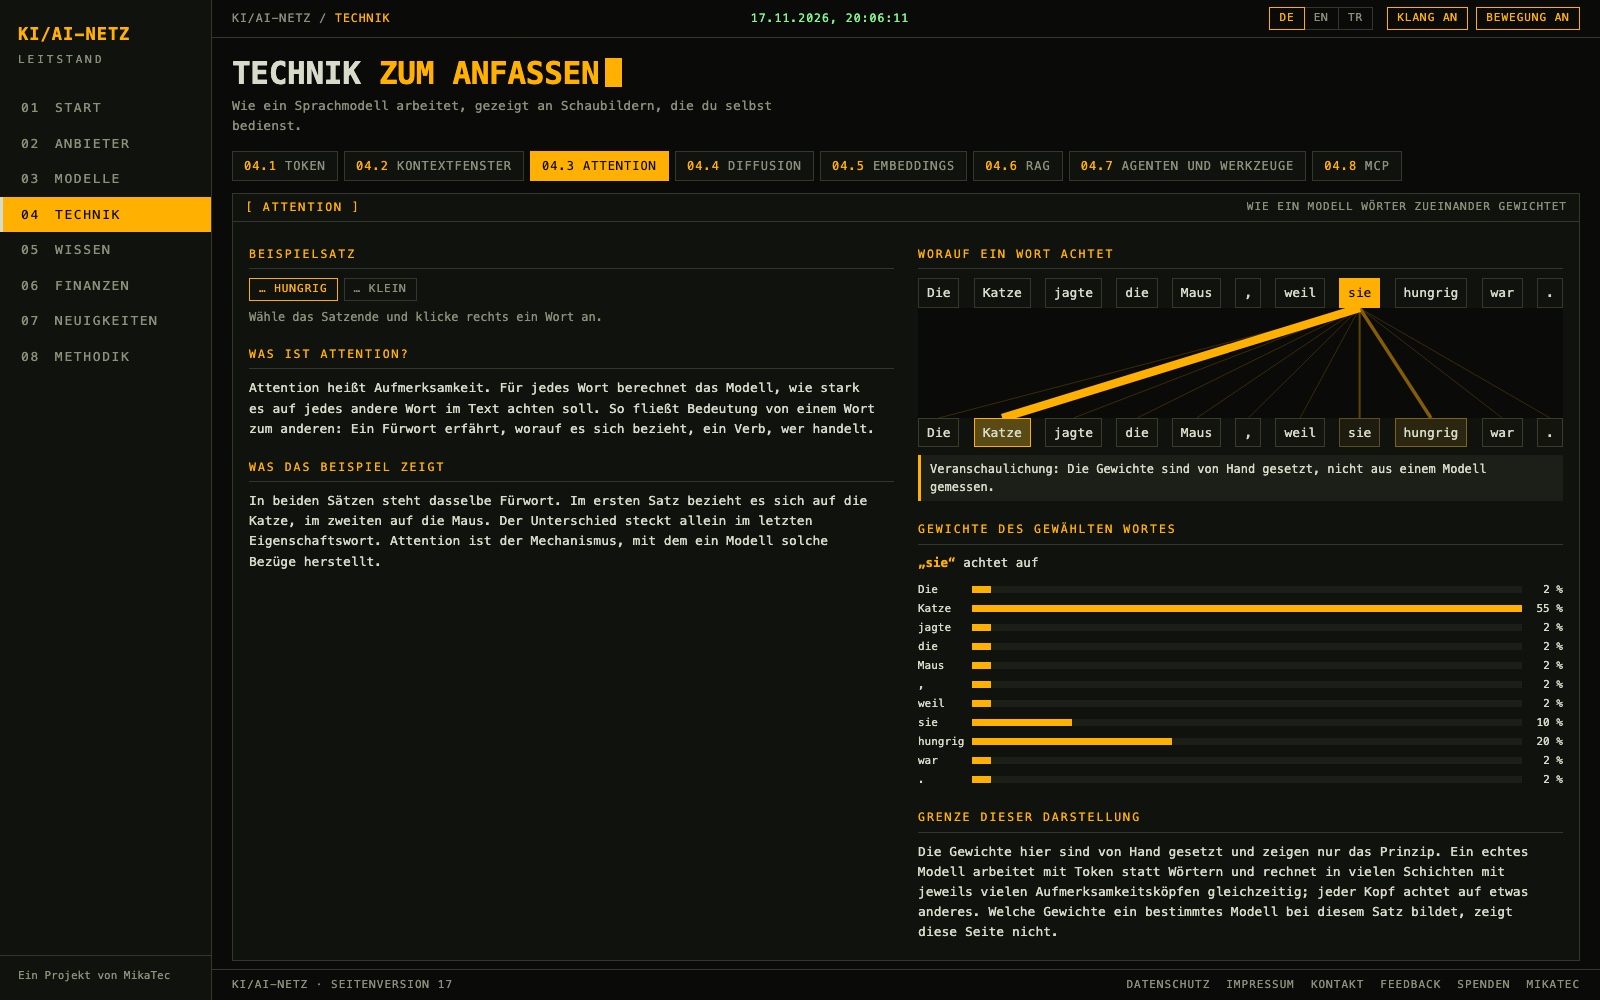 KI/AI-NETZ
LEITSTAND
01 START
02 ANBIETER
03 MODELLE
04 TECHNIK
05 WISSEN
06 FINANZEN
07 NEUIGKEITEN
08 METHODIK
Ein Projekt von MikaTec
KI/AI-NETZ / TECHNIK
17.11.2026, 20:06:11
DE EN TR
KLANG AN
BEWEGUNG AN
TECHNIK ZUM ANFASSEN
Wie ein Sprachmodell arbeitet, gezeigt an Schaubildern, die du selbst
bedienst.
04.1 TOKEN
04.2 KONTEXTFENSTER
04.3 ATTENTION
04.4 DIFFUSION
04.5 EMBEDDINGS
04.6 RAG
04.7 AGENTEN UND WERKZEUGE
04.8 MCP
[ ATTENTION ]
WIE EIN MODELL WÖRTER ZUEINANDER GEWICHTET
BEISPIELSATZ
… HUNGRIG
… KLEIN
Wähle das Satzende und klicke rechts ein Wort an.
WAS IST ATTENTION?
Attention heißt Aufmerksamkeit. Für jedes Wort berechnet das Modell, wie stark
es auf jedes andere Wort im Text achten soll. So fließt Bedeutung von einem Wort
zum anderen: Ein Fürwort erfährt, worauf es sich bezieht, ein Verb, wer handelt.
WAS DAS BEISPIEL ZEIGT
In beiden Sätzen steht dasselbe Fürwort. Im ersten Satz bezieht es sich auf die
Katze, im zweiten auf die Maus. Der Unterschied steckt allein im letzten
Eigenschaftswort. Attention ist der Mechanismus, mit dem ein Modell solche
Bezüge herstellt.
WORAUF EIN WORT ACHTET
Die Katze jagte die Maus , weil sie hungrig war .
Die Katze jagte die Maus , weil sie hungrig war .
Veranschaulichung: Die Gewichte sind von Hand gesetzt, nicht aus einem Modell
gemessen.
GEWICHTE DES GEWÄHLTEN WORTES
„sie“ achtet auf
Die 2 %
Katze 55 %
jagte 2 %
die 2 %
Maus 2 %
, 2 %
weil 2 %
sie 10 %
hungrig 20 %
war 2 %
. 2 %
GRENZE DIESER DARSTELLUNG
Die Gewichte hier sind von Hand gesetzt und zeigen nur das Prinzip. Ein echtes
Modell arbeitet mit Token statt Wörtern und rechnet in vielen Schichten mit
jeweils vielen Aufmerksamkeitsköpfen gleichzeitig; jeder Kopf achtet auf etwas
anderes. Welche Gewichte ein bestimmtes Modell bei diesem Satz bildet, zeigt
diese Seite nicht.
KI/AI-NETZ · SEITENVERSION 17
DATENSCHUTZ IMPRESSUM KONTAKT FEEDBACK SPENDEN MIKATEC